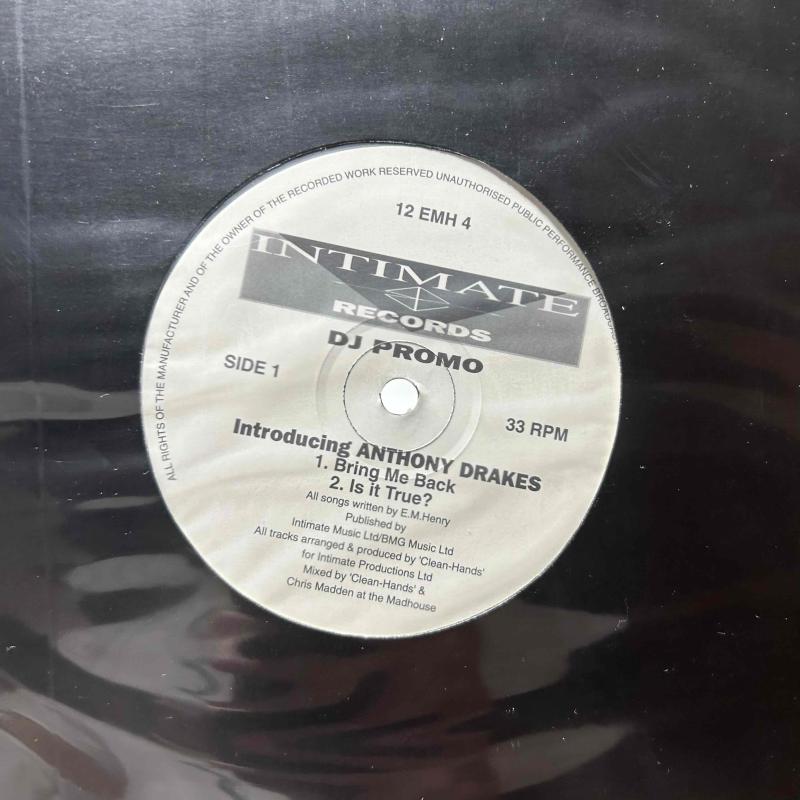 ALL RIGHTS OF THE MANUFACTURER AND OF THE OWNER OF THE RECORDED WORK RESERVED UNAUTHORISED PUBLIC PERFORMANCE
12 EMH 4
INTIMATE
RECORDS
DJ PROMO
SIDE 1
33 RPM
Introducing ANTHONY DRAKES
1. Bring Me Back
2. Is it True?
All songs written by E.M.Henry
Published by
Intimate Music Ltd/BMG Music Ltd
All tracks arranged & produced by 'Clean-Hands'
for Intimate Productions Ltd
Mixed by 'Clean-Hands' &
Chris Madden at the Madhouse